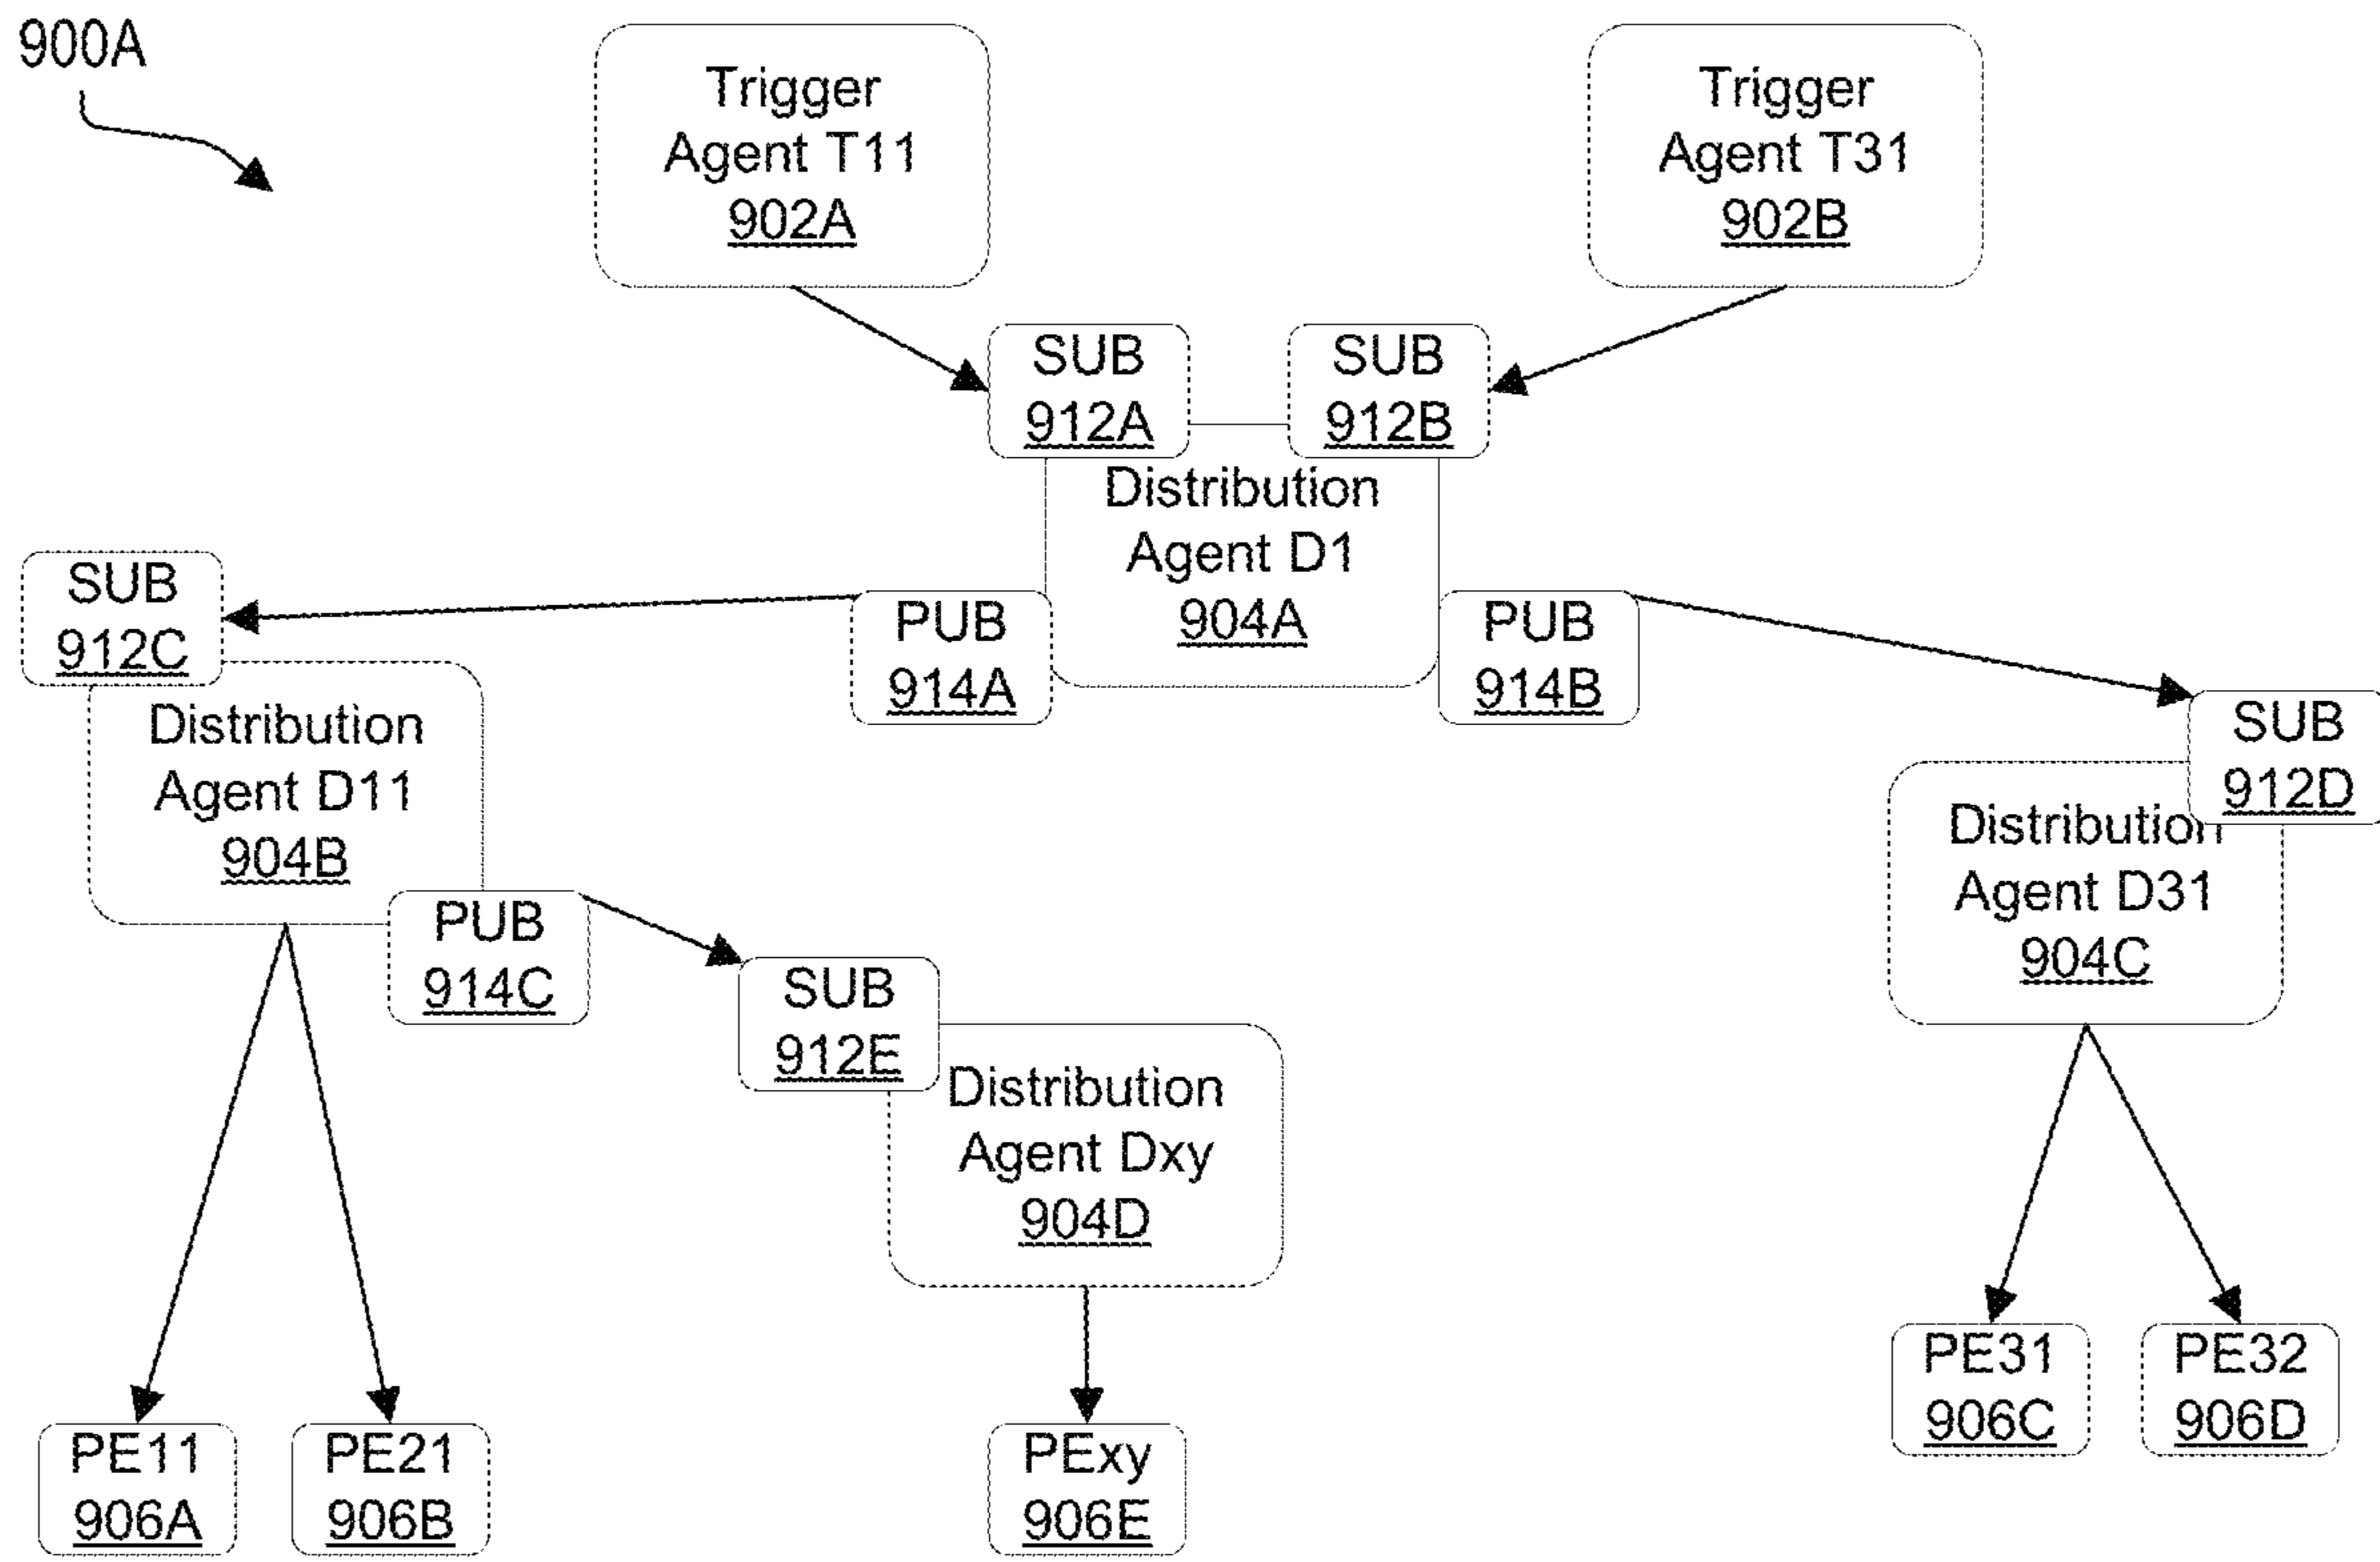 900A
Trigger
Agent T11
902A
Trigger
Agent T31
902B
SUB
912A
SUB
912B
Distribution
Agent D1
904A
SUB
912C
PUB
914A
PUB
914B
SUB
912D
Distribution
Agent D11
904B
Distribution
Agent D31
904C
PUB
914C
SUB
912E
Distribution
Agent Dxy
904D
PE31
906C
PE32
906D
PE11
906A
PE21
906B
PExy
906E